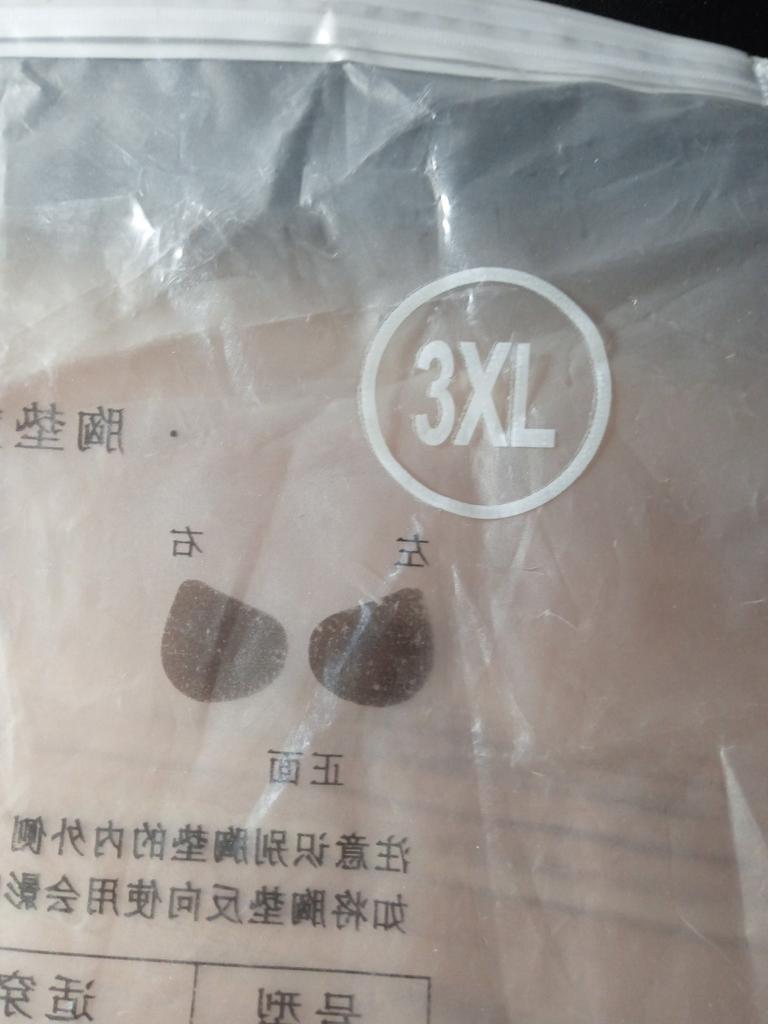 3XL
· 胸垫
左 右
正面
注意识别胸垫的内外侧
如将胸垫反向使用会影
号型 适穿